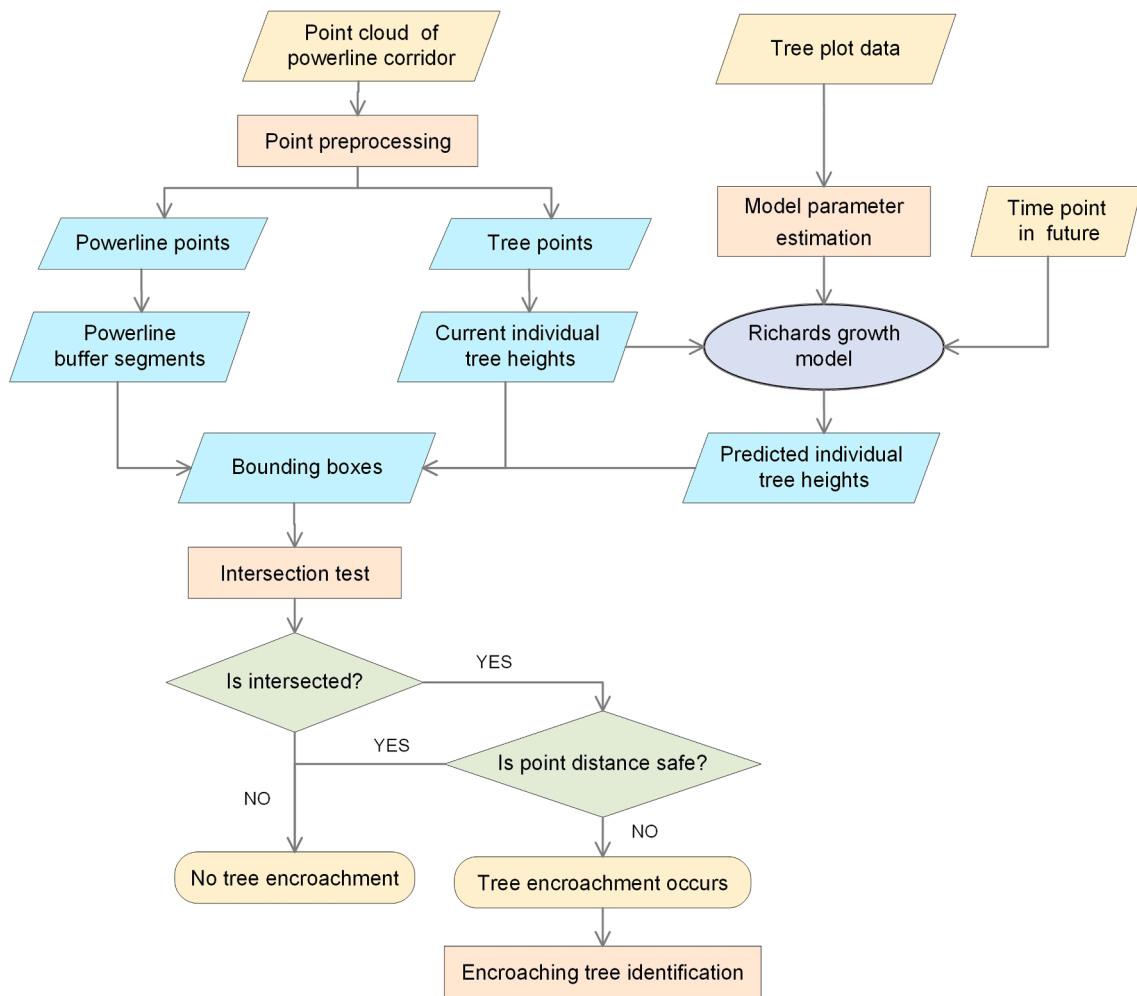 Point cloud of
powerline corridor
Tree plot data
Point preprocessing
Model parameter
estimation
Time point
in future
Powerline points
Tree points
Powerline
buffer segments
Current individual
tree heights
Richards growth
model
Bounding boxes
Predicted individual
tree heights
Intersection test
Is intersected?
YES
Is point distance safe?
YES
NO
NO
No tree encroachment
Tree encroachment occurs
Encroaching tree identification